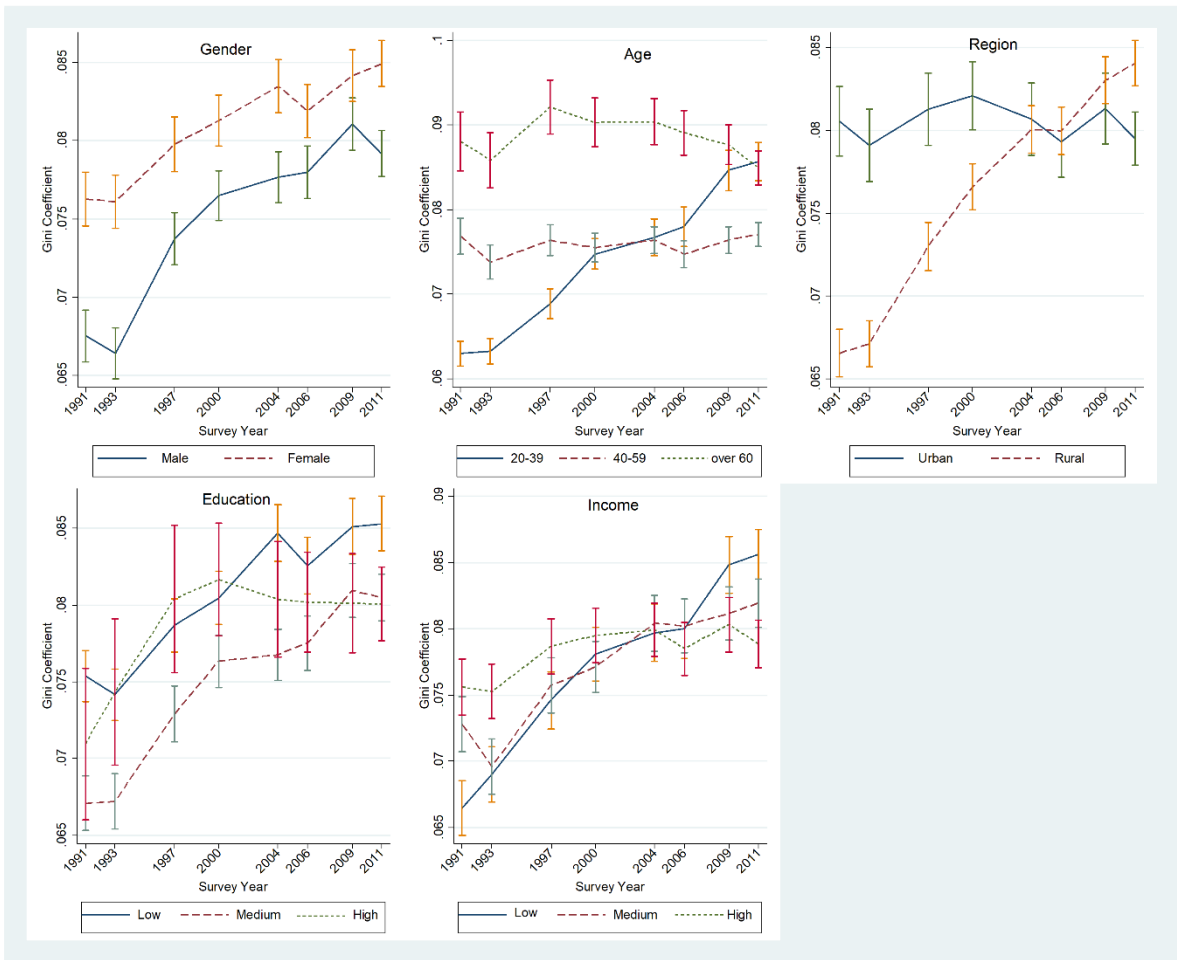 Gender
Gini Coefficient
.085
.08
.075
.07
.065
1991 1993 1997 2000 2004 2006 2009 2011
Survey Year
Male Female
Age
Gini Coefficient
.1
.09
.08
.07
.06
1991 1993 1997 2000 2004 2006 2009 2011
Survey Year
20-39 40-59 over 60
Region
Gini Coefficient
.085
.08
.075
.07
.065
1991 1993 1997 2000 2004 2006 2009 2011
Survey Year
Urban Rural
Education
Gini Coefficient
.085
.08
.075
.07
.065
1991 1993 1997 2000 2004 2006 2009 2011
Survey Year
Low Medium High
Income
Gini Coefficient
.09
.085
.08
.075
.07
.065
1991 1993 1997 2000 2004 2006 2009 2011
Survey Year
Low Medium High